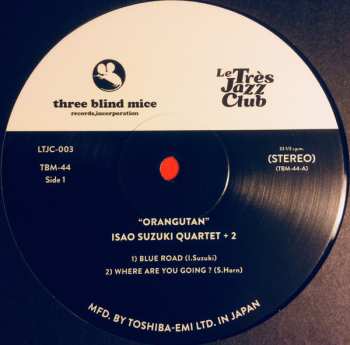 three blind mice
records,incorporation
Le Très
Jazz
Club
LTJC-003
TBM-44
Side 1
33 1/3 r.p.m.
(STEREO)
(TBM-44-A)
"ORANGUTAN"
ISAO SUZUKI QUARTET + 2
1) BLUE ROAD (I.Suzuki)
2) WHERE ARE YOU GOING ? (S.Horn)
MFD. BY TOSHIBA-EMI LTD. IN JAPAN